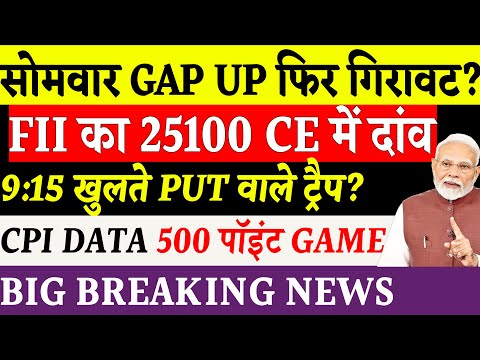 सोमवार GAP UP फिर गिरावट?
FII का 25100 CE में दांव
9:15 खुलते PUT वाले ट्रैप?
CPI DATA 500 पॉइंट GAME
BIG BREAKING NEWS